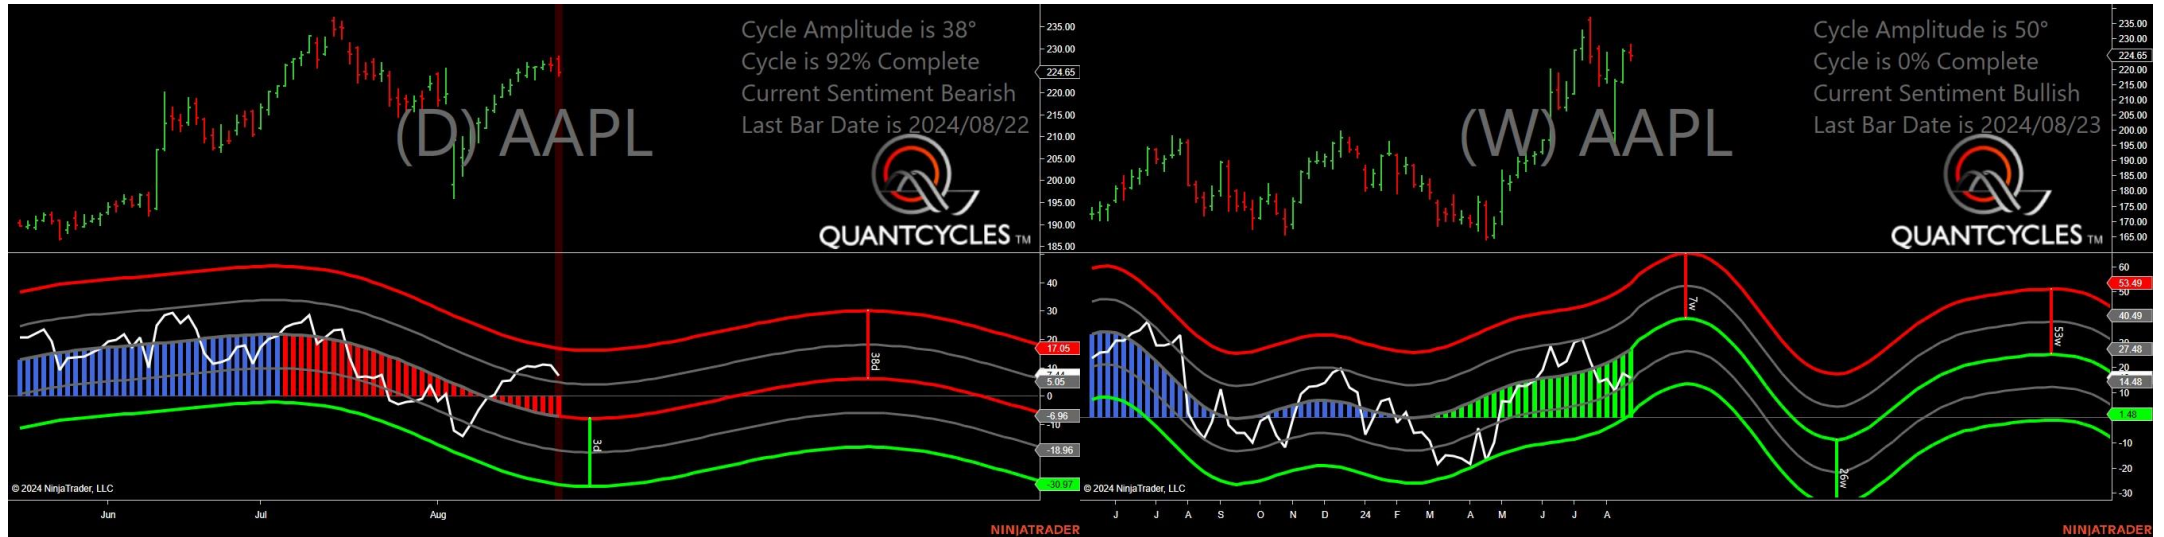 Cycle Amplitude is 38°
Cycle is 92% Complete
Current Sentiment Bearish
Last Bar Date is 2024/08/22
(D) AAPL
QUANTCYCLES TM
235.00
230.00
224.65
220.00
215.00
210.00
205.00
200.00
195.00
190.00
185.00
40
30
20
17.05
5.05
0
-6.96
-10
-18.96
-30.97
38d
3d
© 2024 NinjaTrader, LLC
Jun Jul Aug
NINJATRADER
Cycle Amplitude is 50°
Cycle is 0% Complete
Current Sentiment Bullish
Last Bar Date is 2024/08/23
(W) AAPL
QUANTCYCLES TM
235.00
230.00
224.65
220.00
215.00
210.00
205.00
200.00
195.00
190.00
185.00
180.00
175.00
170.00
165.00
60
53.49
50
40.49
27.48
14.48
10
1.48
-10
-20
-30
7w
26w
53w
© 2024 NinjaTrader, LLC
J J A S O N D 24 F M A M J J A
NINJATRADER